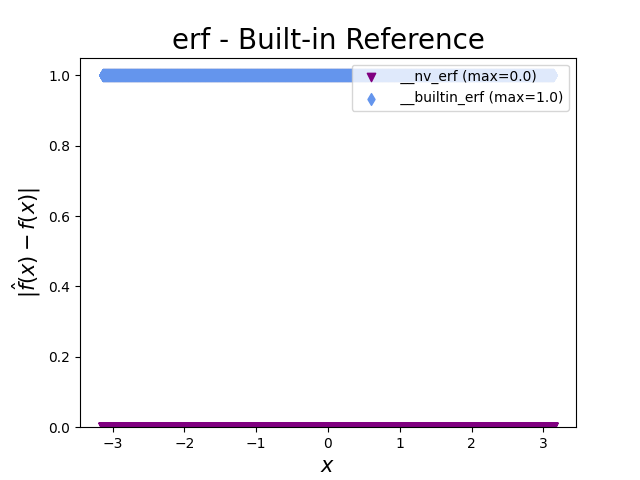 erf - Built-in Reference
|f̂(x) − f(x)|
1.0
0.8
0.6
0.4
0.2
0.0
__nv_erf (max=0.0)
__builtin_erf (max=1.0)
−3 −2 −1 0 1 2 3
x